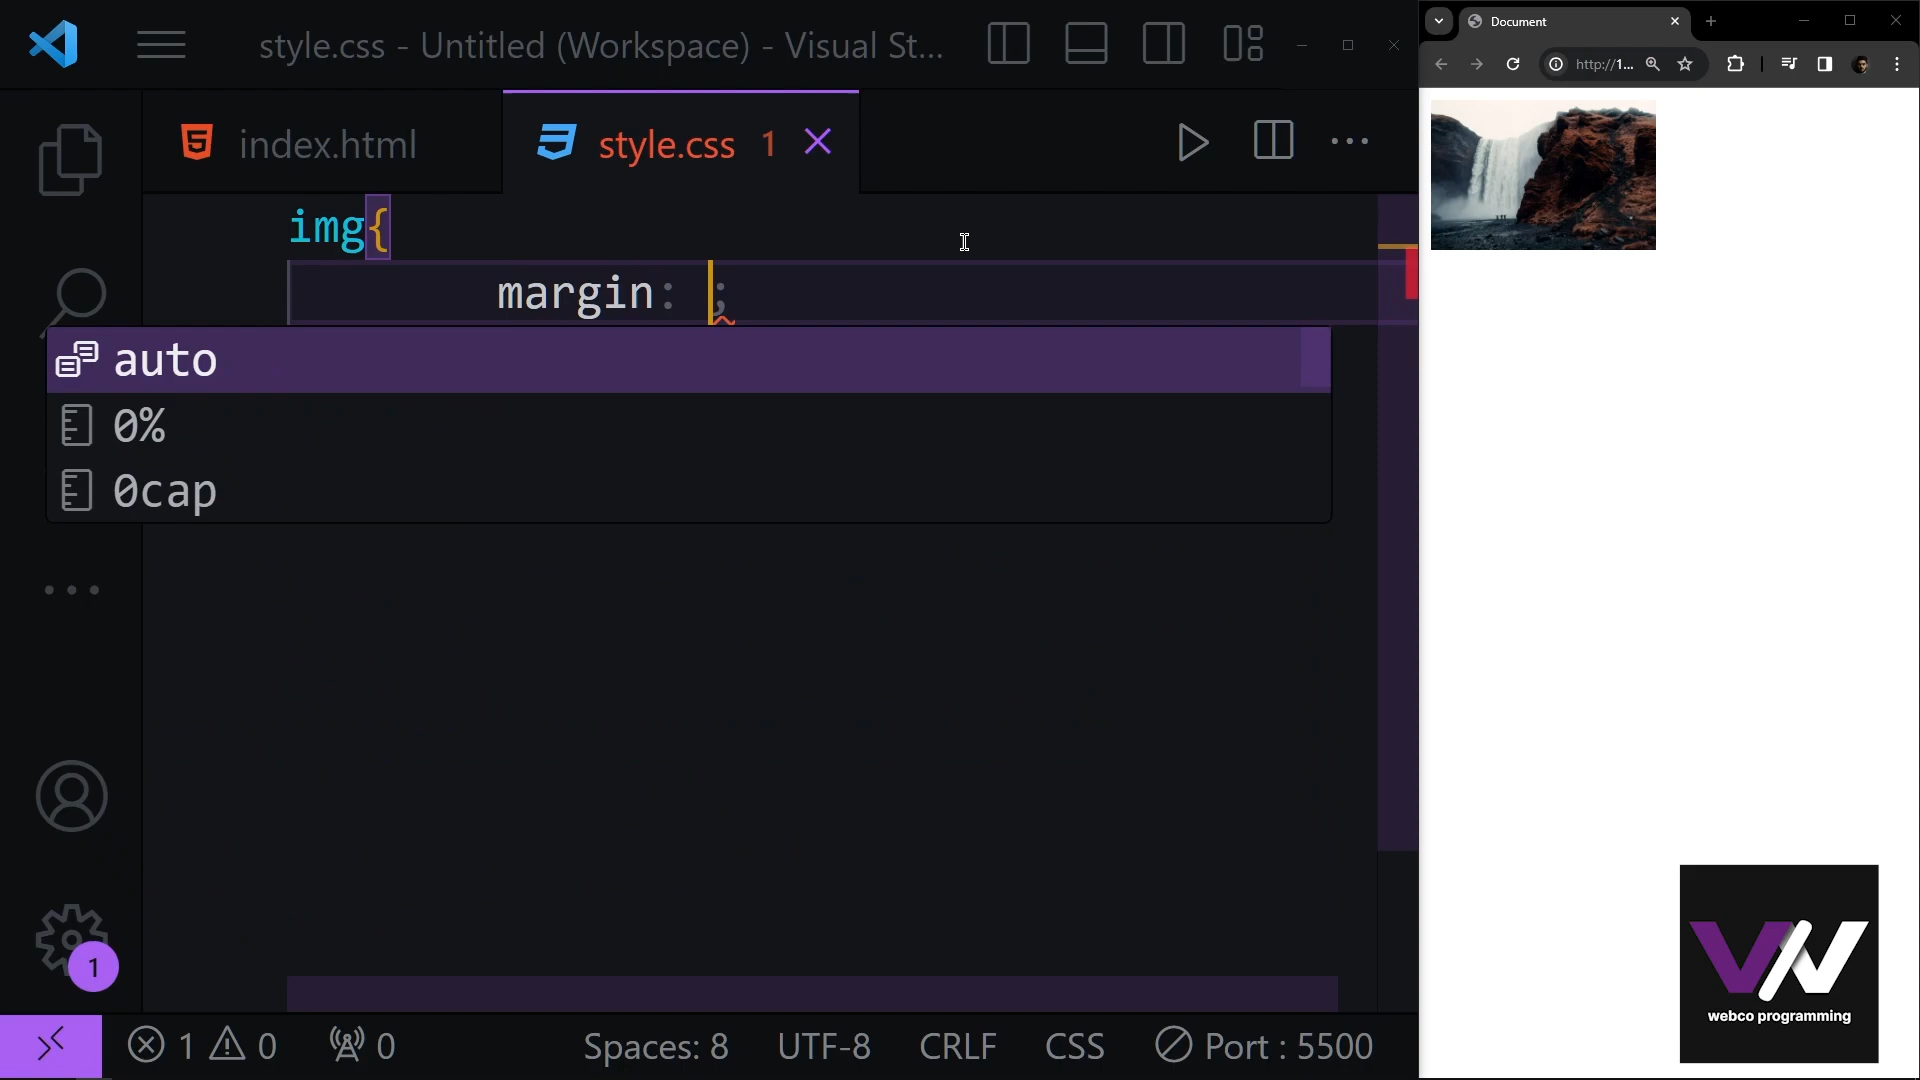 style.css - Untitled (Workspace) - Visual St...
index.html
style.css 1
img{
margin: ;
auto
0%
0cap
1
1 0 0
Spaces: 8 UTF-8 CRLF CSS Port : 5500
Document
http://1...
webco programming